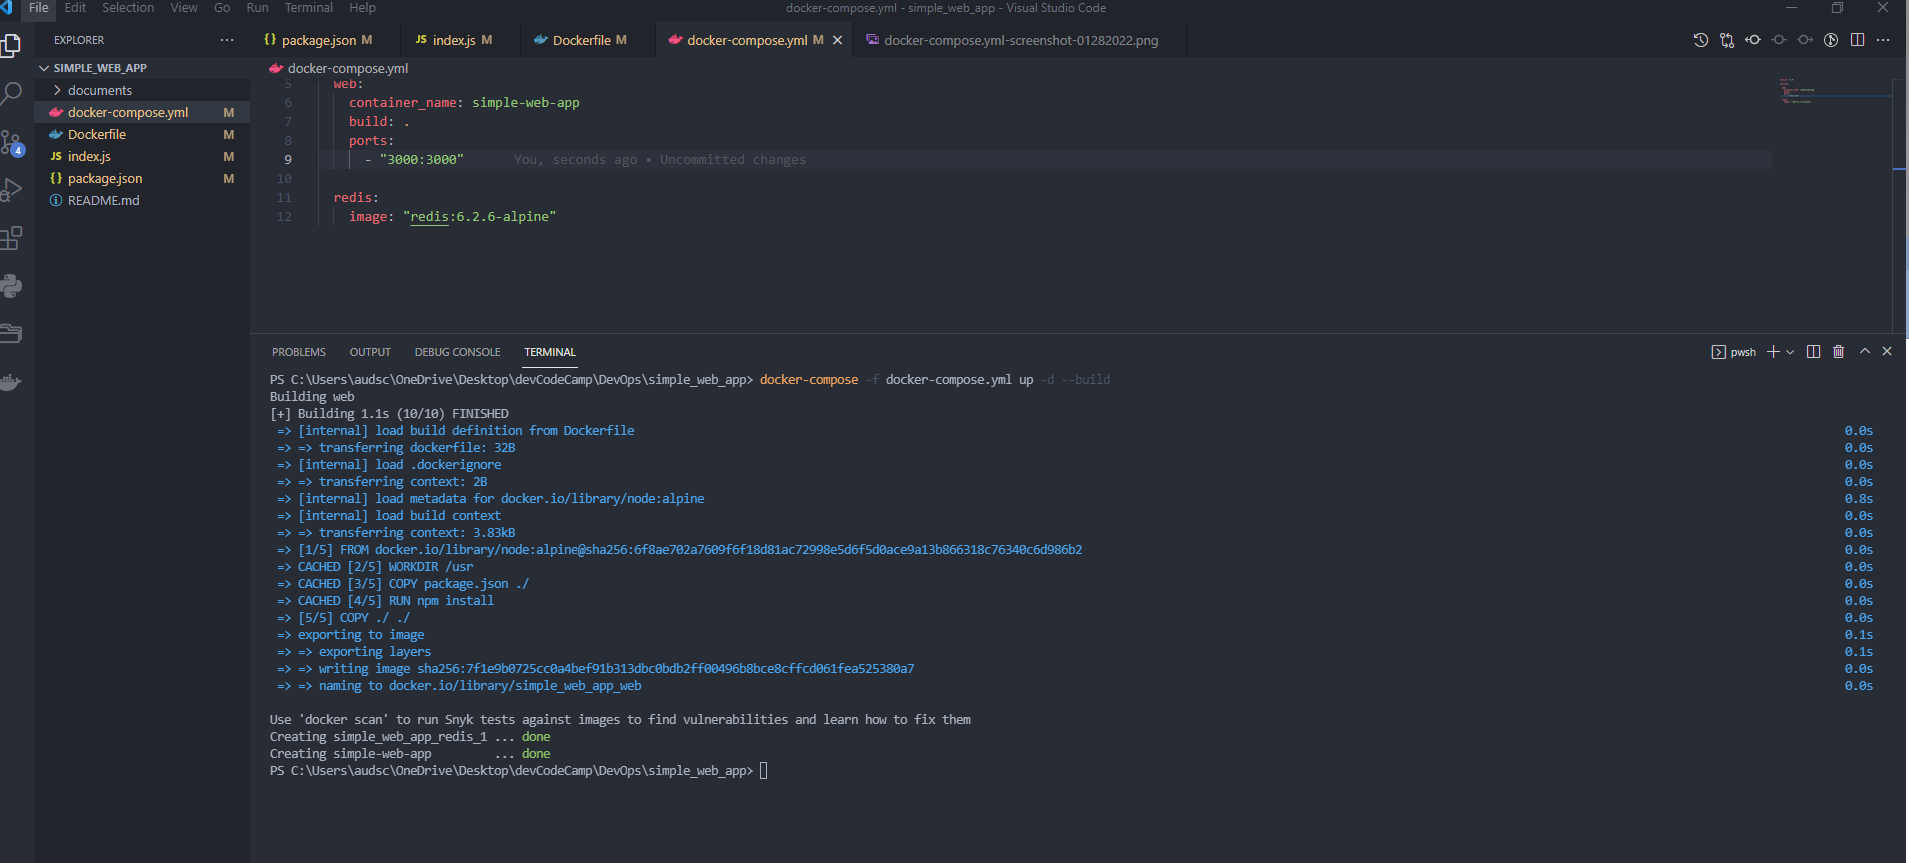 File Edit Selection View Go Run Terminal Help
docker-compose.yml - simple_web_app - Visual Studio Code
EXPLORER
package.json M
JS index.js M
Dockerfile M
docker-compose.yml M
docker-compose.yml-screenshot-01282022.png
SIMPLE_WEB_APP
documents
docker-compose.yml M
Dockerfile M
JS index.js M
{} package.json M
README.md
4
docker-compose.yml
5 web:
6 container_name: simple-web-app
7 build: .
8 ports:
9 - "3000:3000" You, seconds ago • Uncommitted changes
10
11 redis:
12 image: "redis:6.2.6-alpine"
PROBLEMS OUTPUT DEBUG CONSOLE TERMINAL
pwsh
PS C:\Users\audsc\OneDrive\Desktop\devCodeCamp\DevOps\simple_web_app> docker-compose -f docker-compose.yml up -d --build
Building web
[+] Building 1.1s (10/10) FINISHED
=> [internal] load build definition from Dockerfile 0.0s
=> => transferring dockerfile: 32B 0.0s
=> [internal] load .dockerignore 0.0s
=> => transferring context: 2B 0.0s
=> [internal] load metadata for docker.io/library/node:alpine 0.8s
=> [internal] load build context 0.0s
=> => transferring context: 3.83kB 0.0s
=> [1/5] FROM docker.io/library/node:alpine@sha256:6f8ae702a7609f6f18d81ac72998e5d6f5d0ace9a13b866318c76340c6d986b2 0.0s
=> CACHED [2/5] WORKDIR /usr 0.0s
=> CACHED [3/5] COPY package.json ./ 0.0s
=> CACHED [4/5] RUN npm install 0.0s
=> [5/5] COPY ./ ./ 0.0s
=> exporting to image 0.1s
=> => exporting layers 0.1s
=> => writing image sha256:7f1e9b0725cc0a4bef91b313dbc0bdb2ff00496b8bce8cffcd061fea525380a7 0.0s
=> => naming to docker.io/library/simple_web_app_web 0.0s
Use 'docker scan' to run Snyk tests against images to find vulnerabilities and learn how to fix them
Creating simple_web_app_redis_1 ... done
Creating simple-web-app ... done
PS C:\Users\audsc\OneDrive\Desktop\devCodeCamp\DevOps\simple_web_app>